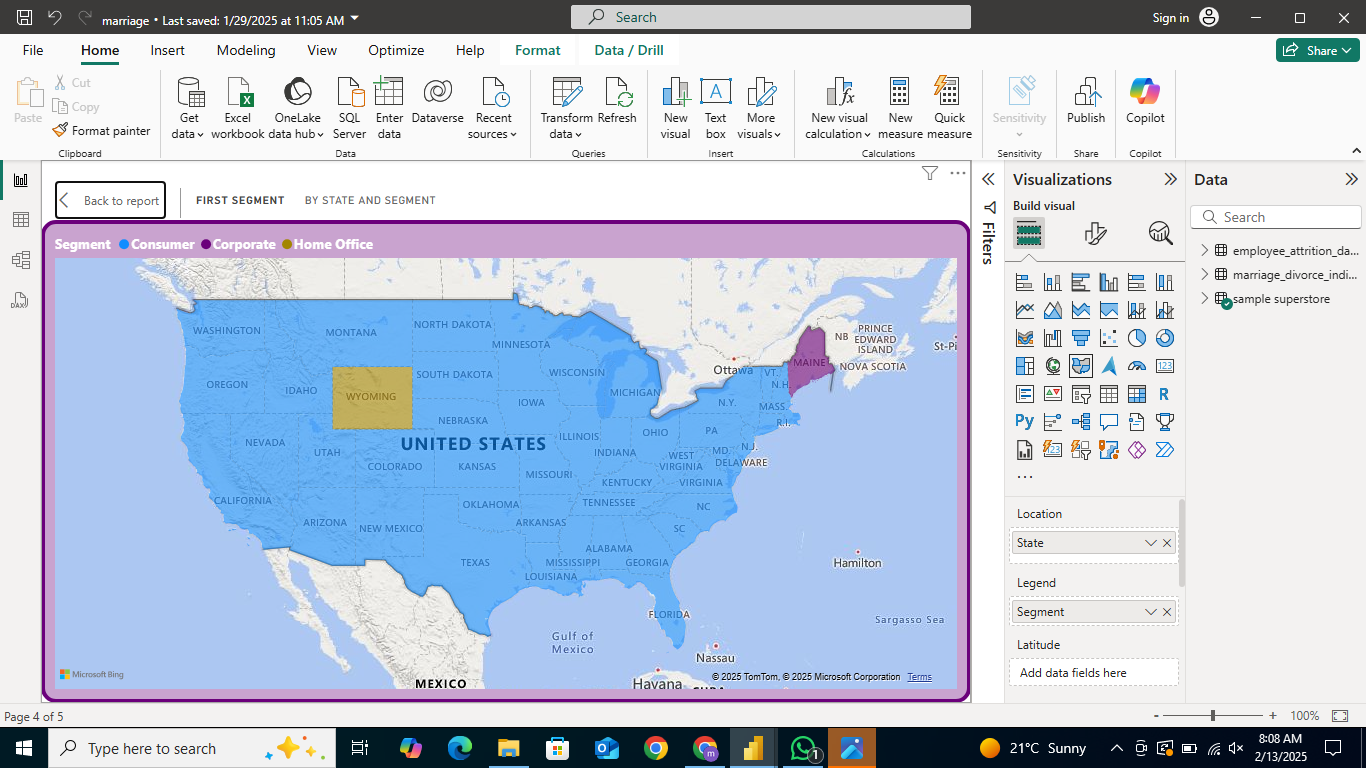 marriage • Last saved: 1/29/2025 at 11:05 AM
Search
Sign in
File Home Insert Modeling View Optimize Help Format Data / Drill
Share
Paste
Cut
Copy
Format painter
Clipboard
Get data
Excel workbook
OneLake data hub
SQL Server
Enter data
Dataverse
Recent sources
Data
Transform data
Refresh
Queries
New visual
Text box
More visuals
Insert
New visual calculation
New measure
Quick measure
Calculations
Sensitivity
Sensitivity
Publish
Share
Copilot
Copilot
Back to report
FIRST SEGMENT
BY STATE AND SEGMENT
Segment Consumer Corporate Home Office
WASHINGTON
MONTANA
NORTH DAKOTA
MINNESOTA
OREGON
IDAHO
WYOMING
SOUTH DAKOTA
WISCONSIN
MICHIGAN
Ottawa
MAINE
NB
PRINCE
EDWARD
ISLAND
St-Pi
NOVA SCOTIA
VT.
N.H.
N.Y.
MASS.
R.I.
NEBRASKA
IOWA
NEVADA
UTAH
UNITED STATES
ILLINOIS
INDIANA
OHIO
PA
N.J.
MD.
DELAWARE
COLORADO
KANSAS
MISSOURI
WEST
VIRGINIA
KENTUCKY
VIRGINIA
CALIFORNIA
ARIZONA
NEW MEXICO
OKLAHOMA
ARKANSAS
TENNESSEE
NC
SC
TEXAS
ALABAMA
MISSISSIPPI
GEORGIA
LOUISIANA
FLORIDA
Hamilton
Gulf of
Mexico
Sargasso Sea
Nassau
Havana
MEXICO
Microsoft Bing
© 2025 TomTom, © 2025 Microsoft Corporation Terms
Filters
Visualizations
Build visual
Py
R
123
Location
State
Legend
Segment
Latitude
Add data fields here
Data
Search
employee_attrition_da...
marriage_divorce_indi...
sample superstore
DAX
Page 4 of 5
- + 100%
Type here to search
1
21°C Sunny
8:08 AM
2/13/2025